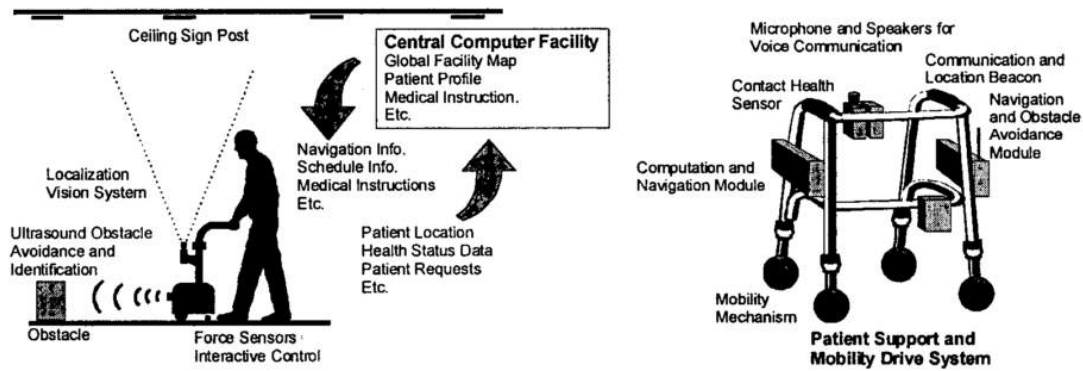 Ceiling Sign Post
Central Computer Facility
Global Facility Map
Patient Profile
Medical Instruction.
Etc.
Navigation Info.
Schedule Info.
Medical Instructions
Etc.
Localization
Vision System
Ultrasound Obstacle
Avoidance and
Identification
Patient Location
Health Status Data
Patient Requests
Etc.
Obstacle
Force Sensors
Interactive Control
Microphone and Speakers for
Voice Communication
Communication and
Location Beacon
Contact Health
Sensor
Navigation
and Obstacle
Avoidance
Module
Computation and
Navigation Module
Mobility
Mechanism
Patient Support and
Mobility Drive System